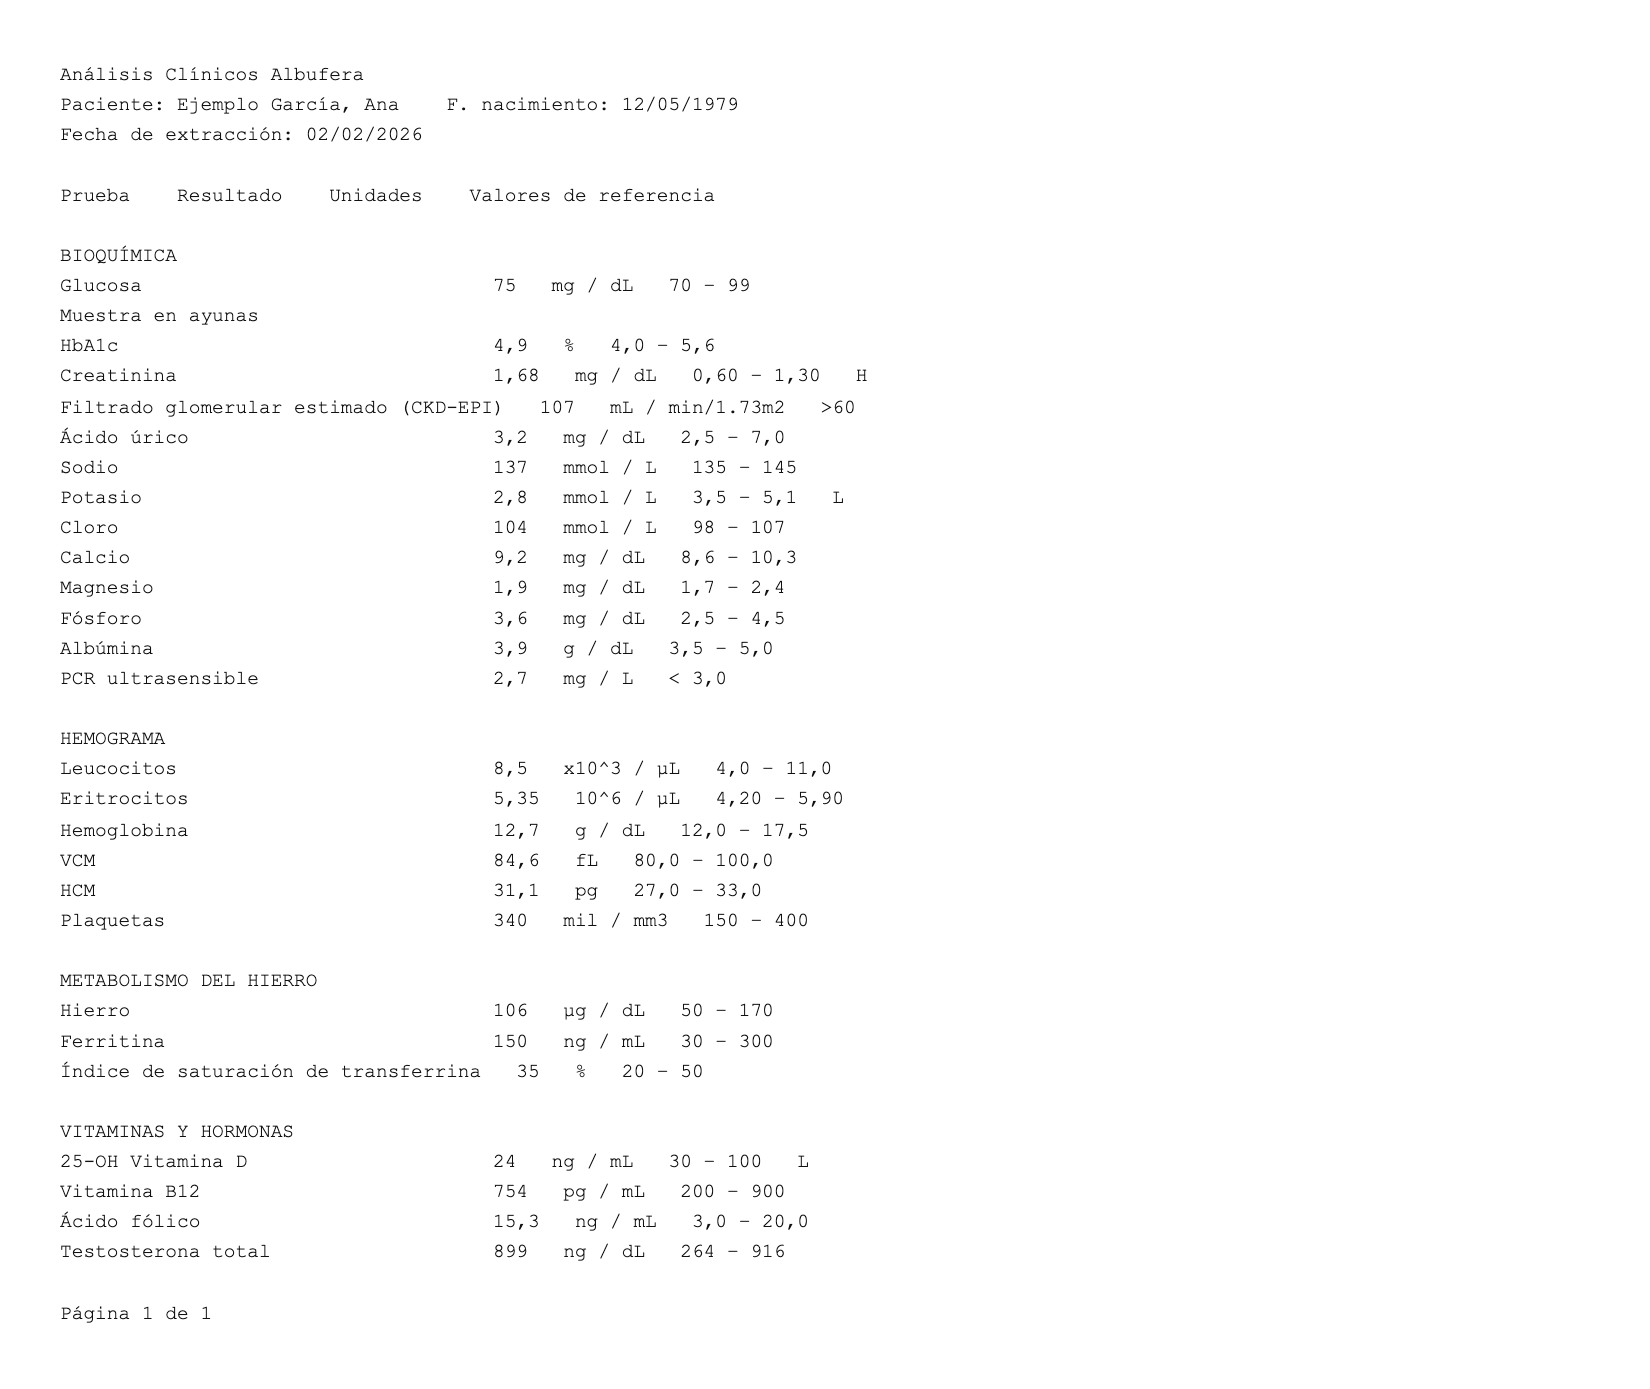 Análisis Clínicos Albufera
Paciente: Ejemplo García, Ana    F. nacimiento: 12/05/1979
Fecha de extracción: 02/02/2026

Prueba    Resultado    Unidades    Valores de referencia

BIOQUÍMICA
Glucosa                              75   mg / dL   70 – 99
Muestra en ayunas
HbA1c                                4,9   %   4,0 – 5,6
Creatinina                           1,68   mg / dL   0,60 – 1,30   H
Filtrado glomerular estimado (CKD-EPI)   107   mL / min/1.73m2   >60
Ácido úrico                          3,2   mg / dL   2,5 – 7,0
Sodio                                137   mmol / L   135 – 145
Potasio                              2,8   mmol / L   3,5 – 5,1   L
Cloro                                104   mmol / L   98 – 107
Calcio                               9,2   mg / dL   8,6 – 10,3
Magnesio                             1,9   mg / dL   1,7 – 2,4
Fósforo                              3,6   mg / dL   2,5 – 4,5
Albúmina                             3,9   g / dL   3,5 – 5,0
PCR ultrasensible                    2,7   mg / L   < 3,0

HEMOGRAMA
Leucocitos                           8,5   x10^3 / µL   4,0 – 11,0
Eritrocitos                          5,35   10^6 / µL   4,20 – 5,90
Hemoglobina                          12,7   g / dL   12,0 – 17,5
VCM                                  84,6   fL   80,0 – 100,0
HCM                                  31,1   pg   27,0 – 33,0
Plaquetas                            340   mil / mm3   150 – 400

METABOLISMO DEL HIERRO
Hierro                               106   µg / dL   50 – 170
Ferritina                            150   ng / mL   30 – 300
Índice de saturación de transferrina   35   %   20 – 50

VITAMINAS Y HORMONAS
25-OH Vitamina D                     24   ng / mL   30 – 100   L
Vitamina B12                         754   pg / mL   200 – 900
Ácido fólico                         15,3   ng / mL   3,0 – 20,0
Testosterona total                   899   ng / dL   264 – 916

Página 1 de 1